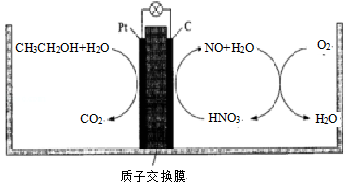 Pt C
CH3CH2OH+H2O NO+H2O O2
CO2 HNO3 H2O
质子交换膜